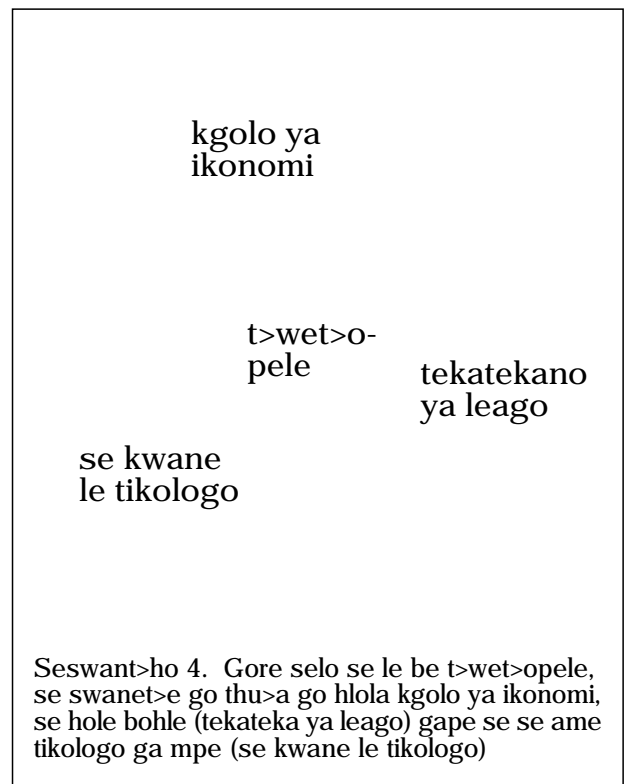 kgolo ya
ikonomi
t>wet>o-
pele
tekatekano
ya leago
se kwane
le tikologo
Seswant>ho 4. Gore selo se le be t>wet>opele,
se swanet>e go thu>a go hlola kgolo ya ikonomi,
se hole bohle (tekateka ya leago) gape se se ame
tikologo ga mpe (se kwane le tikologo)